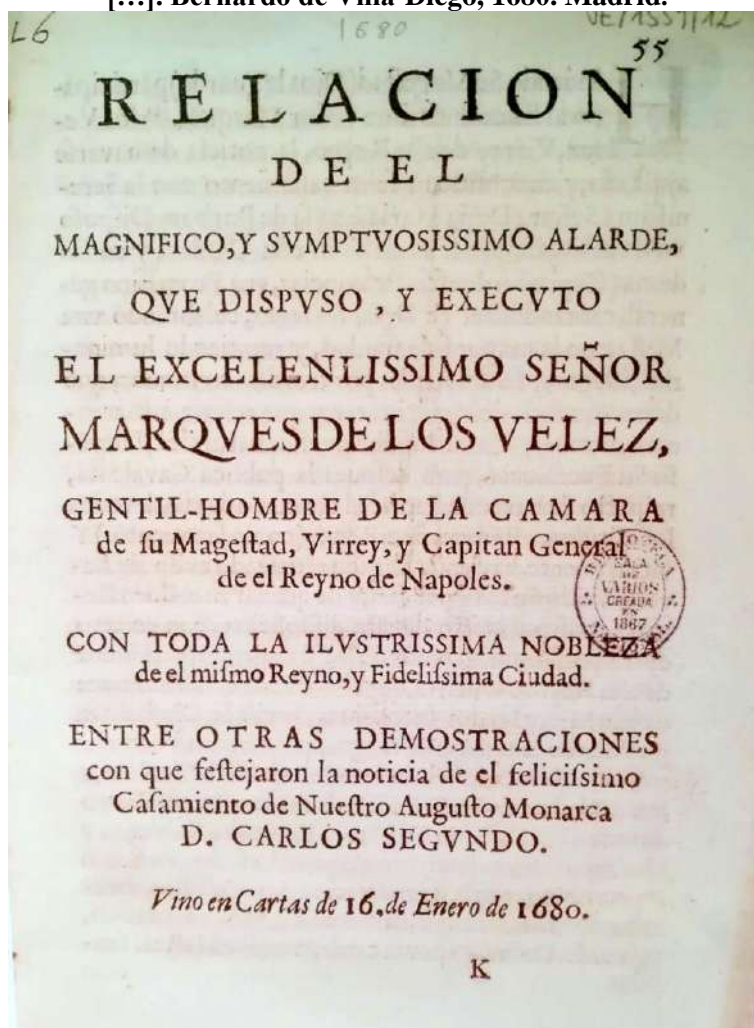 […]. Bernardo de Villa-Diego, 1680. Madrid.
L6
1680
55
RELACION
DE EL
MAGNIFICO, Y SVMPTVOSISSIMO ALARDE,
QVE DISPVSO, Y EXECVTO
EL EXCELENLISSIMO SEÑOR
MARQVES DE LOS VELEZ,
GENTIL-HOMBRE DE LA CAMARA
de ſu Mageſtad, Virrey, y Capitan General
de el Reyno de Napoles.
SALA
DE
VARIOS
CREADA
EN
1867
CON TODA LA ILVSTRISSIMA NOBLEZA
de el miſmo Reyno, y Fideliſsima Ciudad.
ENTRE OTRAS DEMOSTRACIONES
con que feſtejaron la noticia de el feliciſsimo
Caſamiento de Nueſtro Auguſto Monarca
D. CARLOS SEGVNDO.
Vino en Cartas de 16. de Enero de 1680.
K